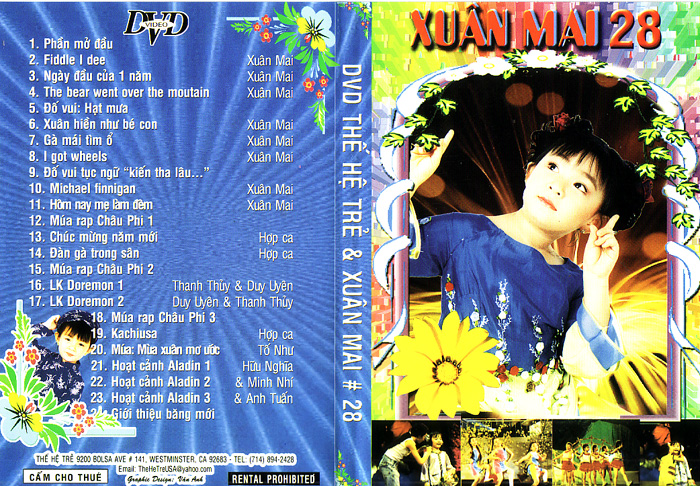 DVD
VIDEO
1. Phần mở đầu
2. Fiddle I dee Xuân Mai
3. Ngày đầu của 1 năm Xuân Mai
4. The bear went over the moutain Xuân Mai
5. Đố vui: Hạt mưa
6. Xuân hiền như bé con Xuân Mai
7. Gà mái tìm ổ Xuân Mai
8. I got wheels Xuân Mai
9. Đố vui tục ngữ “kiến tha lâu...”
10. Michael finnigan Xuân Mai
11. Hôm nay mẹ làm đêm Xuân Mai
12. Múa rap Châu Phi 1
13. Chúc mừng năm mới Hợp ca
14. Đàn gà trong sân Hợp ca
15. Múa rap Châu Phi 2
16. LK Doremon 1 Thanh Thùy & Duy Uyên
17. LK Doremon 2 Duy Uyên & Thanh Thùy
18. Múa rap Châu Phi 3
19. Kachiusa Hợp ca
20. Múa: Mùa xuân mơ ước Tố Như
21. Hoạt cảnh Aladin 1 Hữu Nghĩa
22. Hoạt cảnh Aladin 2 & Minh Nhí
23. Hoạt cảnh Aladin 3 & Anh Tuấn
24. Giới thiệu băng mới
THẾ HỆ TRẺ 9200 BOLSA AVE # 141, WESTMINSTER, CA 92683 - TEL: (714) 894-2428
Email: TheHeTreUSA@yahoo.com
Graphic Design: Vân Anh
CẤM CHO THUÊ
RENTAL PROHIBITED
DVD THẾ HỆ TRẺ & XUÂN MAI # 28
XUÂN MAI 28